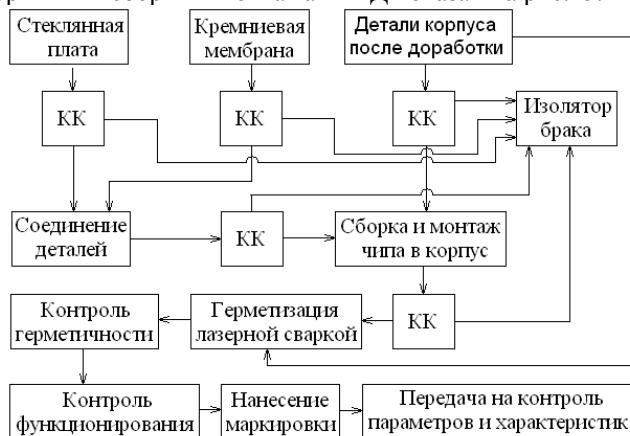 Стеклянная
плата
Кремниевая
мембрана
Детали корпуса
после доработки
КК
КК
КК
Изолятор
брака
Соединение
деталей
КК
Сборка и монтаж
чипа в корпус
Контроль
герметичности
Герметизация
лазерной сваркой
КК
Контроль
функционирования
Нанесение
маркировки
Передача на контроль
параметров и характеристик